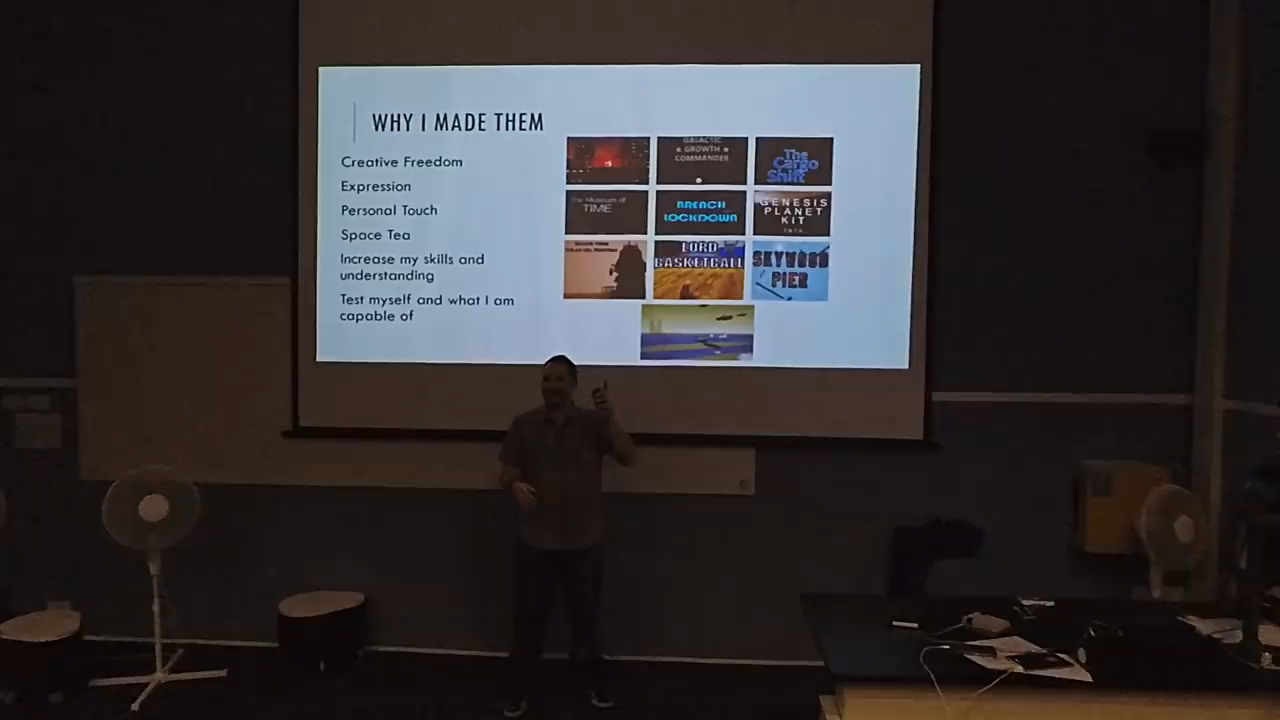 WHY I MADE THEM
Creative Freedom
Expression
Personal Touch
Space Tea
Increase my skills and
understanding
Test myself and what I am
capable of
GALACTIC
★ GROWTH ★
COMMANDER
The
Cargo
Shift
The Museum of
TIME
BREACH
LOCKDOWN
GENESIS
PLANET
KIT
LORD
BASKETBALL
SKYWOOD
PIER